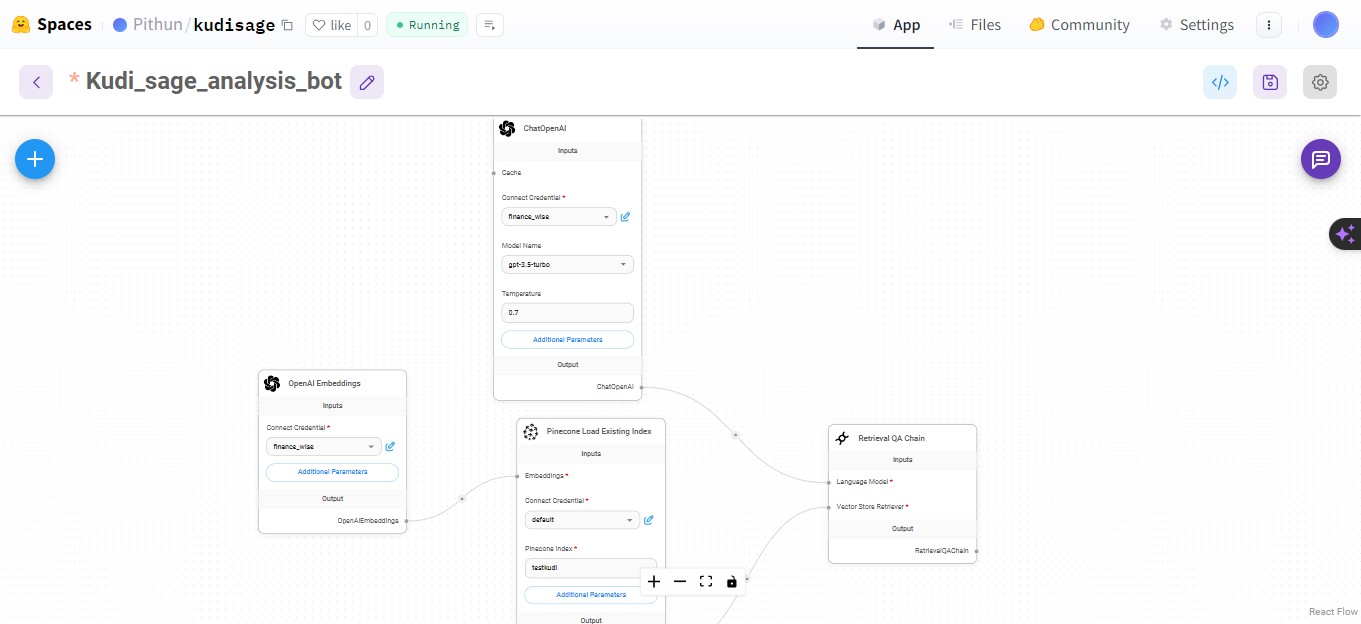 Spaces
Pithun/kudisage
like 0
Running
App
Files
Community
Settings
* Kudi_sage_analysis_bot
ChatOpenAI
Inputs
Cache
Connect Credential *
finance_wise
Model Name
gpt-3.5-turbo
Temperature
0.7
Additional Parameters
Output
ChatOpenAI
OpenAI Embeddings
Inputs
Connect Credential *
finance_wise
Additional Parameters
Output
OpenAIEmbeddings
Pinecone Load Existing Index
Inputs
Embeddings *
Connect Credential *
default
Pinecone Index *
testkudi
Additional Parameters
Output
Retrieval QA Chain
Inputs
Language Model *
Vector Store Retriever *
Output
RetrievalQAChain
React Flow